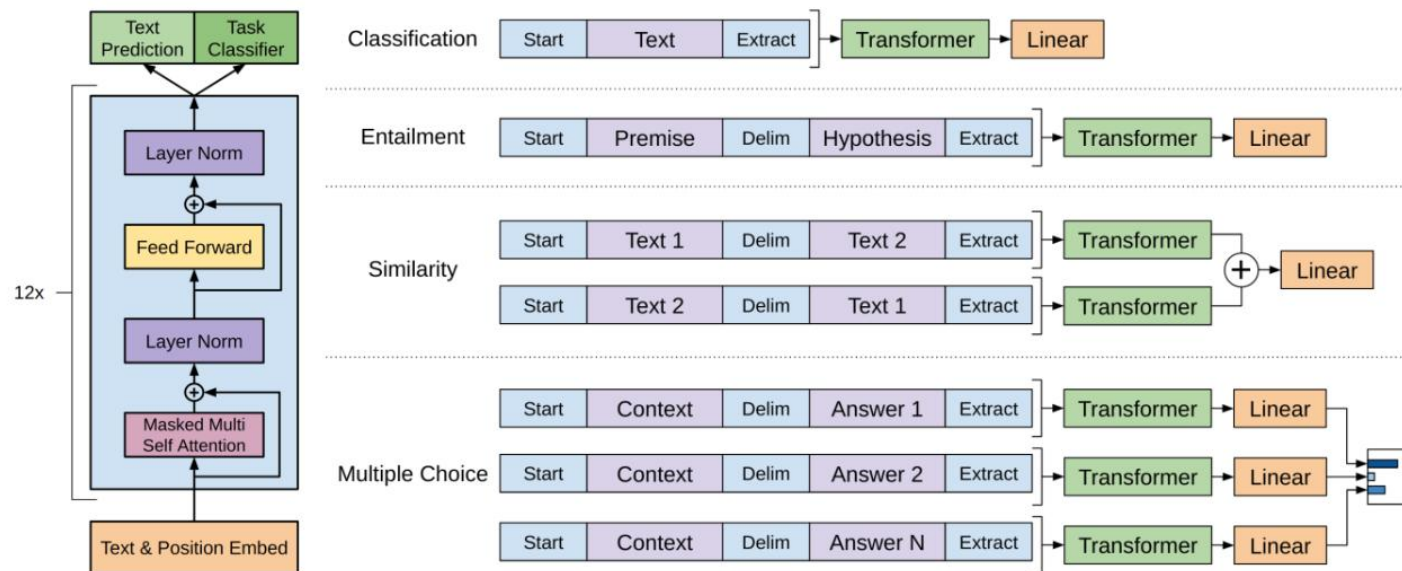 Text
Prediction
Task
Classifier
Layer Norm
Feed Forward
12x
Layer Norm
Masked Multi
Self Attention
Text & Position Embed
Classification
Start Text Extract Transformer Linear
Entailment
Start Premise Delim Hypothesis Extract Transformer Linear
Similarity
Start Text 1 Delim Text 2 Extract Transformer
Linear
Start Text 2 Delim Text 1 Extract Transformer
Multiple Choice
Start Context Delim Answer 1 Extract Transformer Linear
Start Context Delim Answer 2 Extract Transformer Linear
Start Context Delim Answer N Extract Transformer Linear